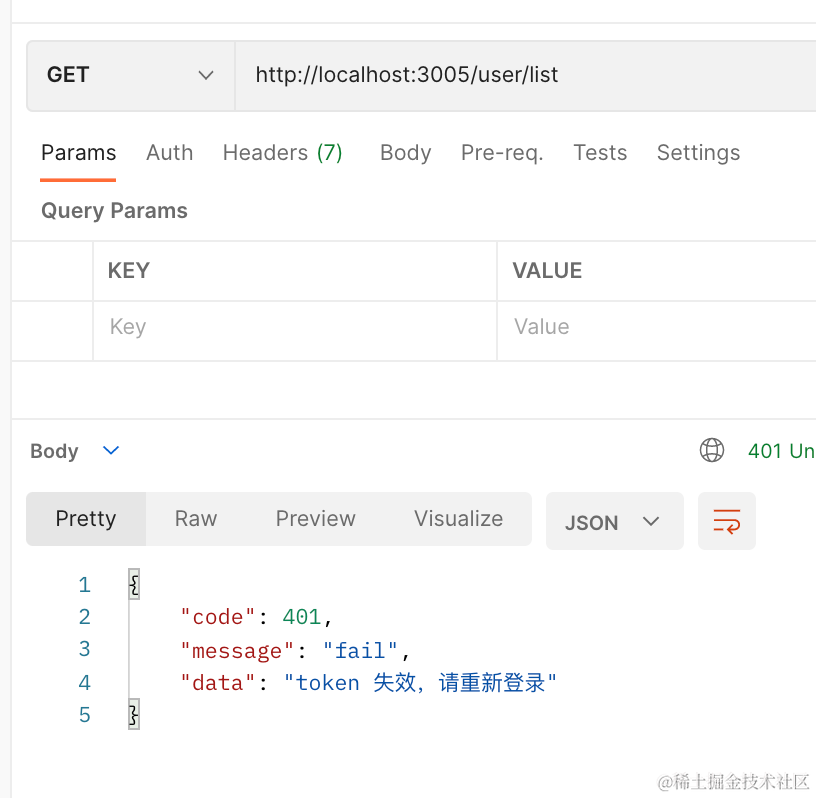 GET http://localhost:3005/user/list
Params Auth Headers (7) Body Pre-req. Tests Settings
Query Params
KEY VALUE
Key Value
Body 401 Un
Pretty Raw Preview Visualize JSON
1 {
2 "code": 401,
3 "message": "fail",
4 "data": "token 失效，请重新登录"
5 }
@稀土掘金技术社区